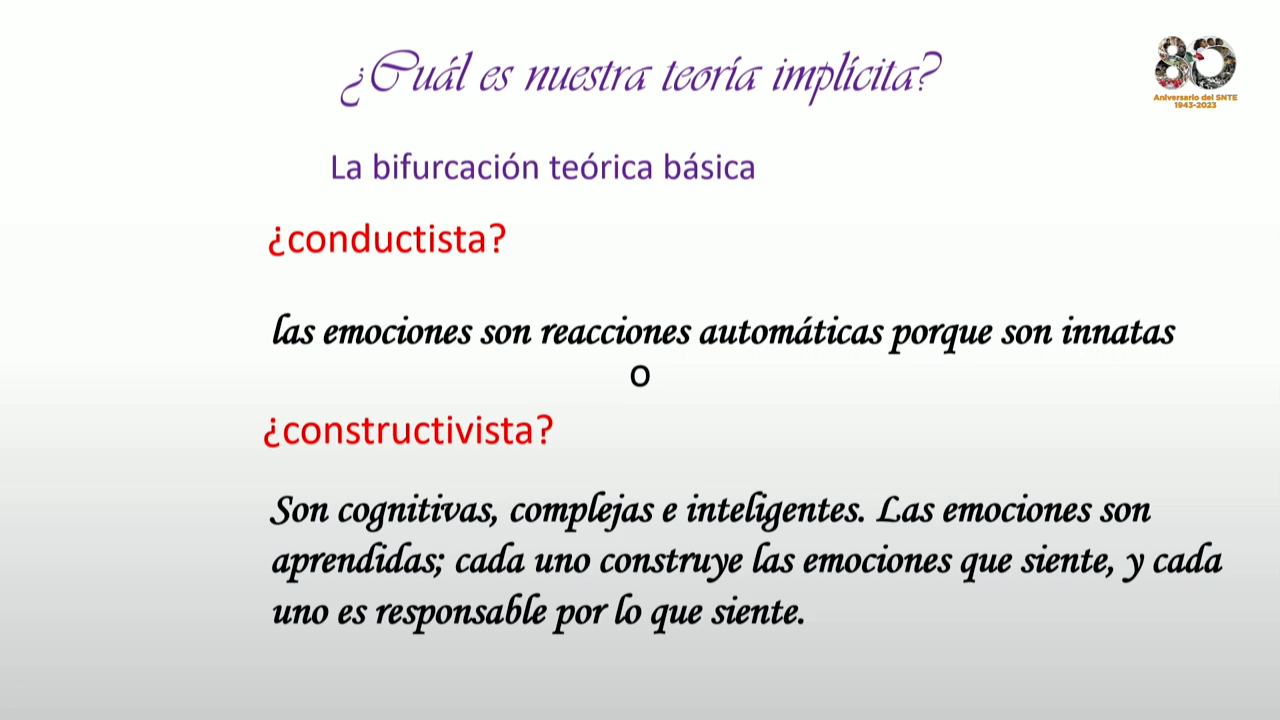 ¿Cuál es nuestra teoría implícita?
80
Aniversario del SNTE
1943-2023
La bifurcación teórica básica
¿conductista?
las emociones son reacciones automáticas porque son innatas
o
¿constructivista?
Son cognitivas, complejas e inteligentes. Las emociones son
aprendidas; cada uno construye las emociones que siente, y cada
uno es responsable por lo que siente.